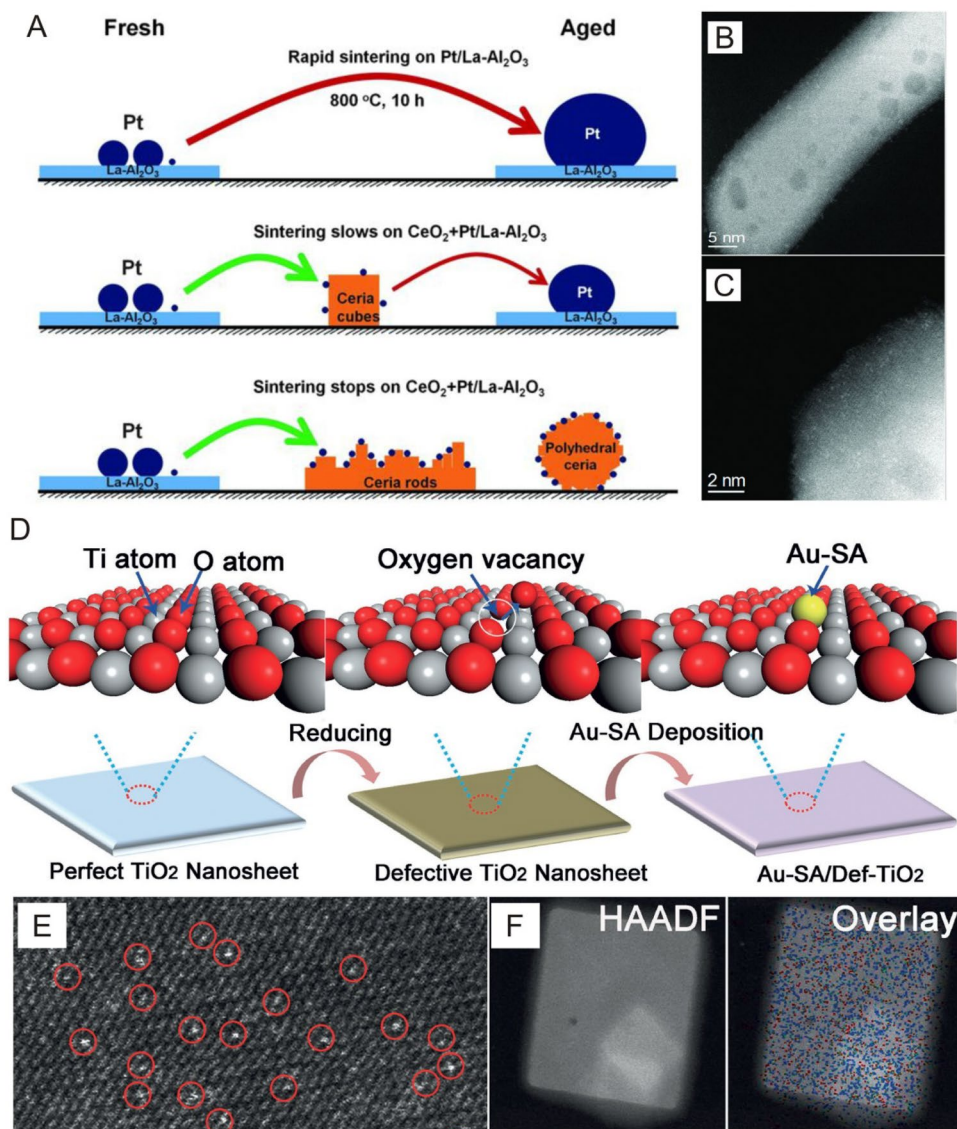 A
Fresh
Aged
Rapid sintering on Pt/La-Al₂O₃
800 °C, 10 h
Pt
Pt
La-Al₂O₃
La-Al₂O₃
Sintering slows on CeO₂+Pt/La-Al₂O₃
Pt
Ceria
cubes
Pt
La-Al₂O₃
La-Al₂O₃
Sintering stops on CeO₂+Pt/La-Al₂O₃
Pt
La-Al₂O₃
Ceria rods
Polyhedral
ceria
B
5 nm
C
2 nm
D
Ti atom
O atom
Oxygen vacancy
Au-SA
Reducing
Au-SA Deposition
Perfect TiO2 Nanosheet
Defective TiO2 Nanosheet
Au-SA/Def-TiO2
E
F
HAADF
Overlay